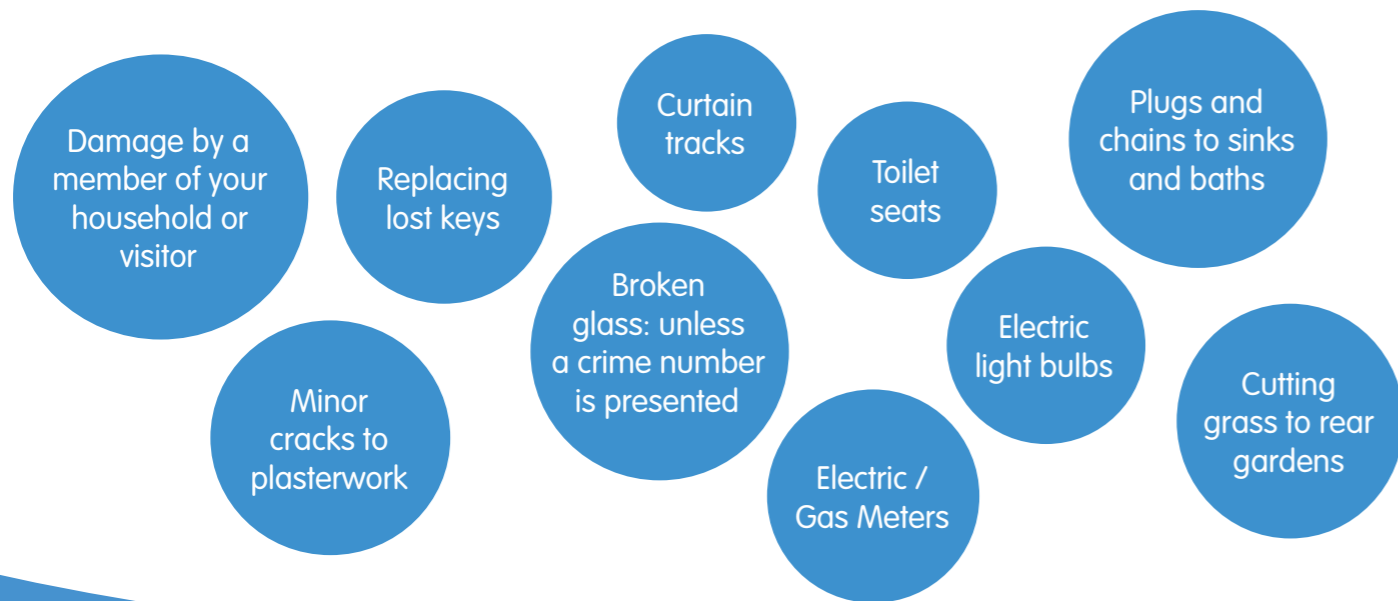 Damage by a
member of your
household or
visitor
Replacing
lost keys
Curtain
tracks
Toilet
seats
Plugs and
chains to sinks
and baths
Minor
cracks to
plasterwork
Broken
glass: unless
a crime number
is presented
Electric
light bulbs
Electric /
Gas Meters
Cutting
grass to rear
gardens